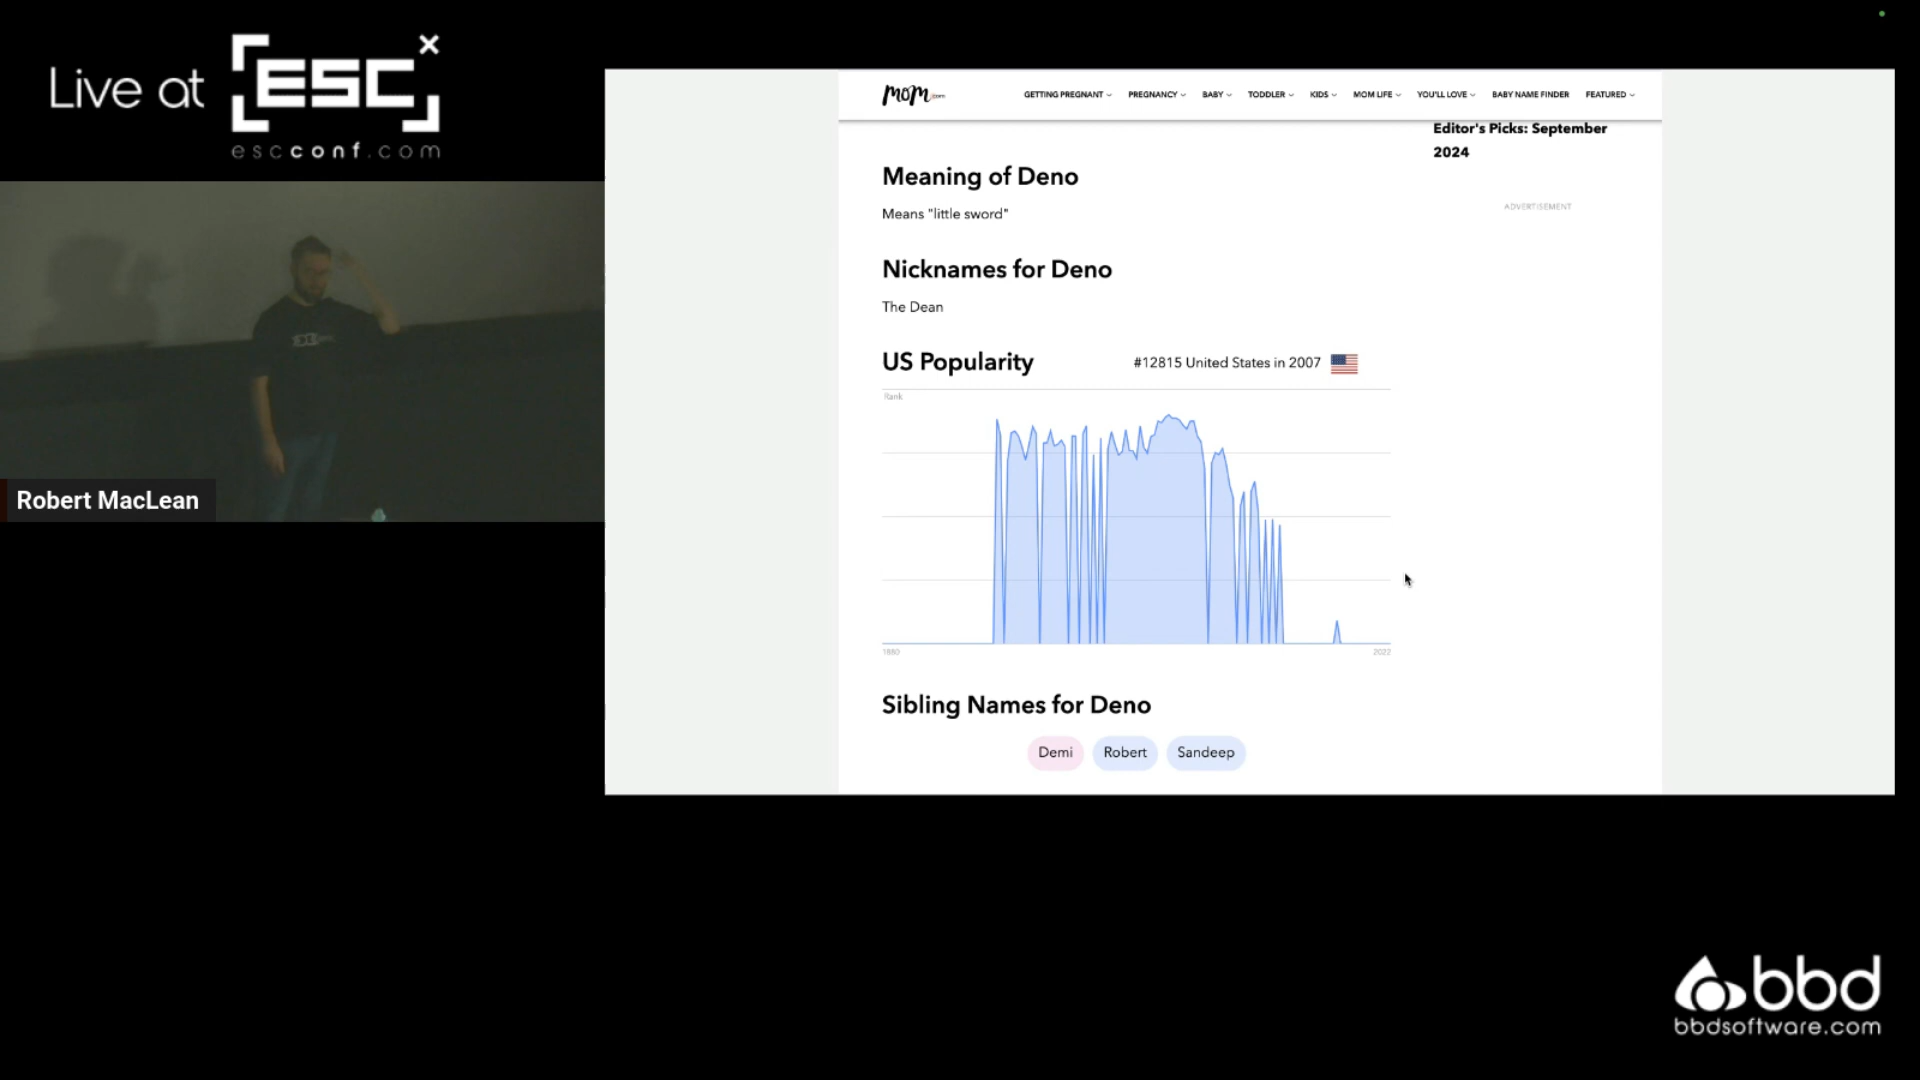 Live at ESC
escconf.com
Robert MacLean
mom.com
GETTING PREGNANT PREGNANCY BABY TODDLER KIDS MOM LIFE YOU'LL LOVE BABY NAME FINDER FEATURED
Editor's Picks: September
2024
ADVERTISEMENT
Meaning of Deno
Means "little sword"
Nicknames for Deno
The Dean
US Popularity
#12815 United States in 2007
Rank
1880
2022
Sibling Names for Deno
Demi Robert Sandeep
bbd
bbdsoftware.com